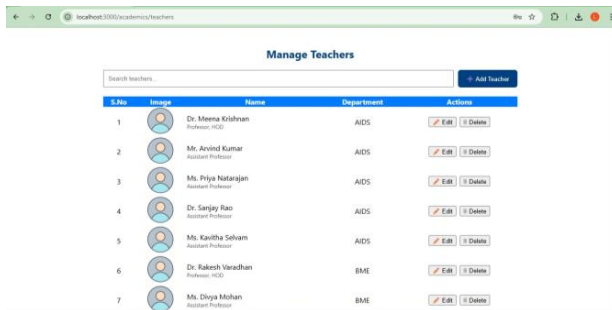 localhost:3000/academics/teachers
Manage Teachers
Search teachers...
+ Add Teacher
S.No Image Name Department Actions
1 Dr. Meena Krishnan AIDS Edit Delete
Professor, HOD
2 Mr. Arvind Kumar AIDS Edit Delete
Assistant Professor
3 Ms. Priya Natarajan AIDS Edit Delete
Assistant Professor
4 Dr. Sanjay Rao AIDS Edit Delete
Assistant Professor
5 Ms. Kavitha Selvam AIDS Edit Delete
Assistant Professor
6 Dr. Rakesh Varadhan BME Edit Delete
Professor, HOD
7 Ms. Divya Mohan BME Edit Delete
Assistant Professor